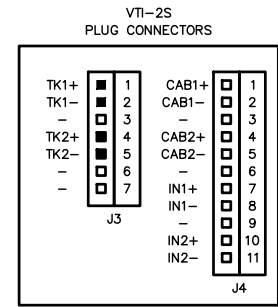 VTI-2S
PLUG CONNECTORS
TK1+ 1
TK1- 2
- 3
TK2+ 4
TK2- 5
- 6
- 7
J3
CAB1+ 1
CAB1- 2
- 3
CAB2+ 4
CAB2- 5
- 6
IN1+ 7
IN1- 8
- 9
IN2+ 10
IN2- 11
J4